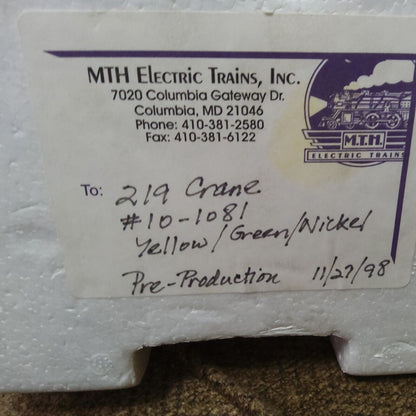 MTH Electric Trains, Inc.
7020 Columbia Gateway Dr.
Columbia, MD 21046
Phone: 410-381-2580
Fax: 410-381-6122
M.T.H.
ELECTRIC TRAINS
To: 219 Crane
#10-1081
Yellow/Green/Nickel
Pre-Production 11/27/98